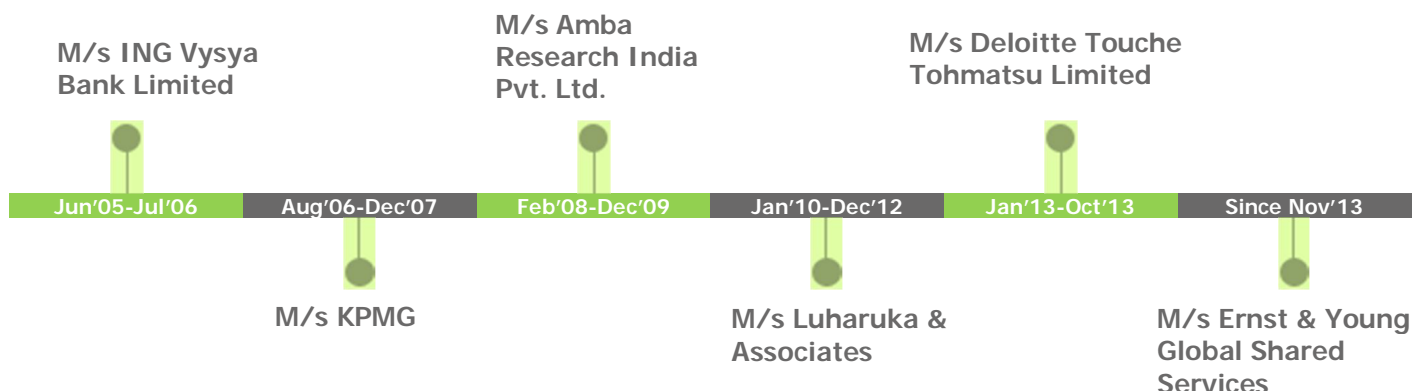 M/s ING Vysya
Bank Limited
M/s Amba
Research India
Pvt. Ltd.
M/s Deloitte Touche
Tohmatsu Limited
Jun'05-Jul'06
Aug'06-Dec'07
Feb'08-Dec'09
Jan'10-Dec'12
Jan'13-Oct'13
Since Nov'13
M/s KPMG
M/s Luharuka &
Associates
M/s Ernst & Young
Global Shared
Services